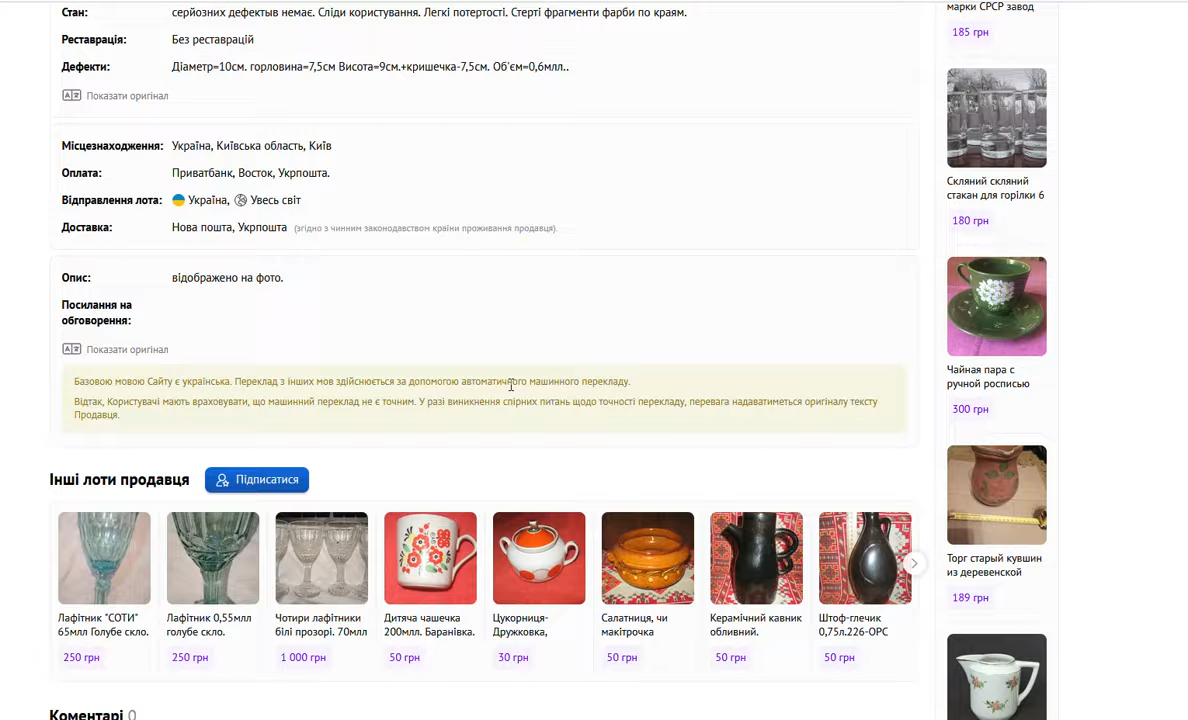 Стан: серйозних дефектыв немає. Сліди користування. Легкі потертості. Стерті фрагменти фарби по краям.
Реставрація: Без реставрацій
Дефекти: Діаметр=10см. горловина=7,5см Висота=9см.+кришечка-7,5см. Об'єм=0,6млл..
Показати оригінал
Місцезнаходження: Україна, Київська область, Київ
Оплата: Приватбанк, Восток, Укрпошта.
Відправлення лота: Україна, Увесь світ
Доставка: Нова пошта, Укрпошта (згідно з чинним законодавством країни проживання продавця).
Опис: відображено на фото.
Посилання на
обговорення:
Показати оригінал
Базовою мовою Сайту є українська. Переклад з інших мов здійснюється за допомогою автоматичного машинного перекладу.
Відтак, Користувачі мають враховувати, що машинний переклад не є точним. У разі виникнення спірних питань щодо точності перекладу, перевага надаватиметься оригіналу тексту
Продавця.
Інші лоти продавця Підписатися
Лафітник "СОТИ"
65мл Голубе скло.
250 грн
Лафітник 0,55млл
голубе скло.
250 грн
Чотири лафітники
білі прозорі. 70млл
1 000 грн
Дитяча чашечка
200млл. Баранівка.
50 грн
Цукорниця-
Дружковка,
30 грн
Салатниця, чи
макітрочка
50 грн
Керамічний кавник
обливний.
50 грн
Штоф-глечик
0,75л.226-ОРС
50 грн
Коментарі 0
марки СРСР завод
185 грн
Скляний скляний
стакан для горілки 6
180 грн
Чайная пара с
ручной росписью
300 грн
Торг старый кувшин
из деревенской
189 грн